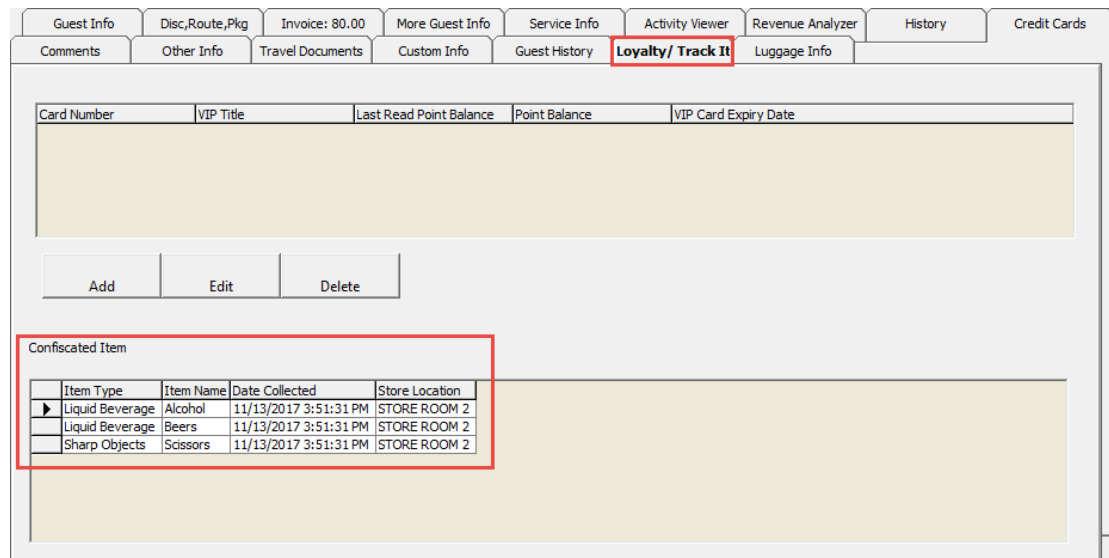 Guest Info Disc,Route,Pkg Invoice: 80.00 More Guest Info Service Info Activity Viewer Revenue Analyzer History Credit Cards
Comments Other Info Travel Documents Custom Info Guest History Loyalty/ Track It Luggage Info
Card Number VIP Title Last Read Point Balance Point Balance VIP Card Expiry Date
Add Edit Delete
Confiscated Item
Item Type Item Name Date Collected Store Location
Liquid Beverage Alcohol 11/13/2017 3:51:31 PM STORE ROOM 2
Liquid Beverage Beers 11/13/2017 3:51:31 PM STORE ROOM 2
Sharp Objects Scissors 11/13/2017 3:51:31 PM STORE ROOM 2